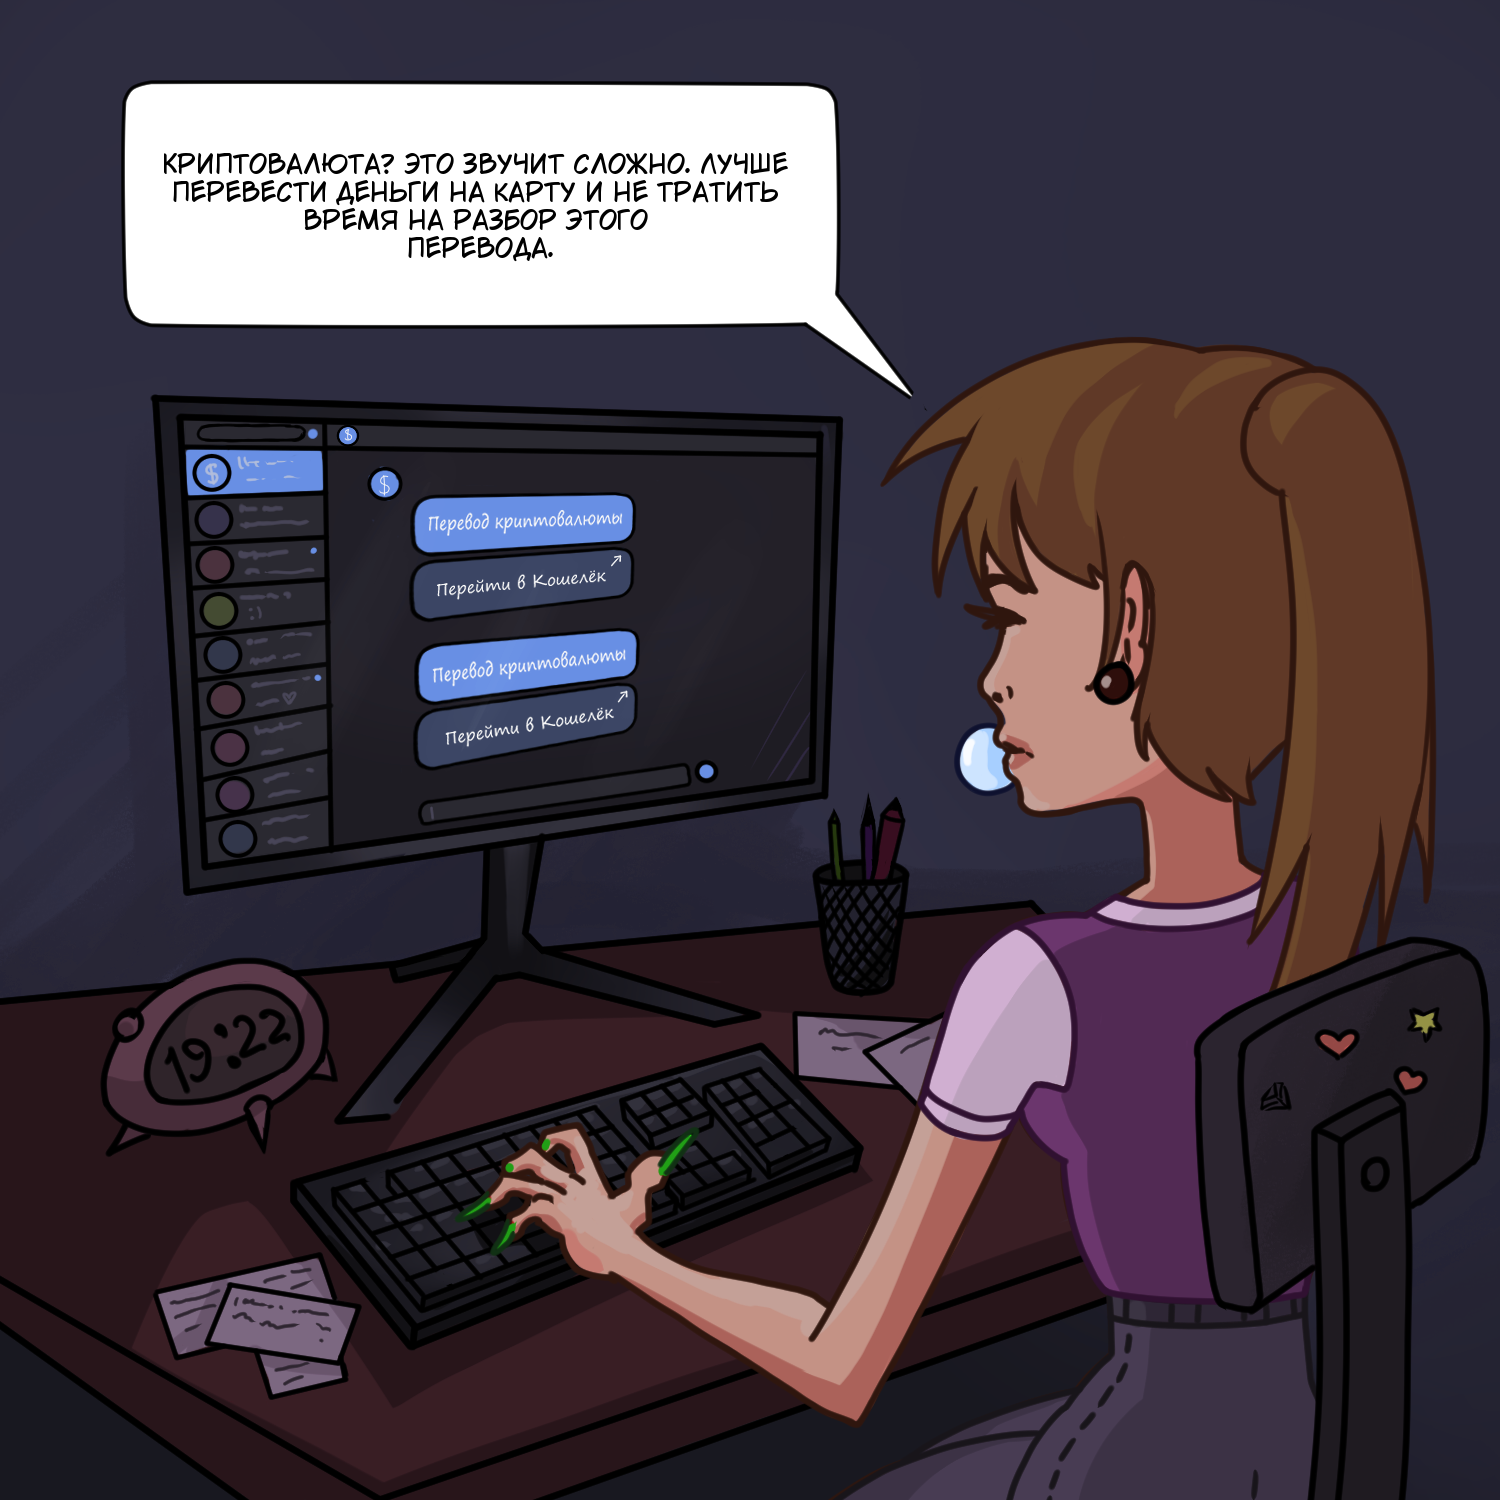 КРИПТОВАЛЮТА? ЭТО ЗВУЧИТ СЛОЖНО. ЛУЧШЕ
ПЕРЕВЕСТИ ДЕНЬГИ НА КАРТУ И НЕ ТРАТИТЬ
ВРЕМЯ НА РАЗБОР ЭТОГО
ПЕРЕВОДА.
$
$
$
Перевод криптовалюты
Перейти в Кошелёк
:)
Перевод криптовалюты
Перейти в Кошелёк
19:22